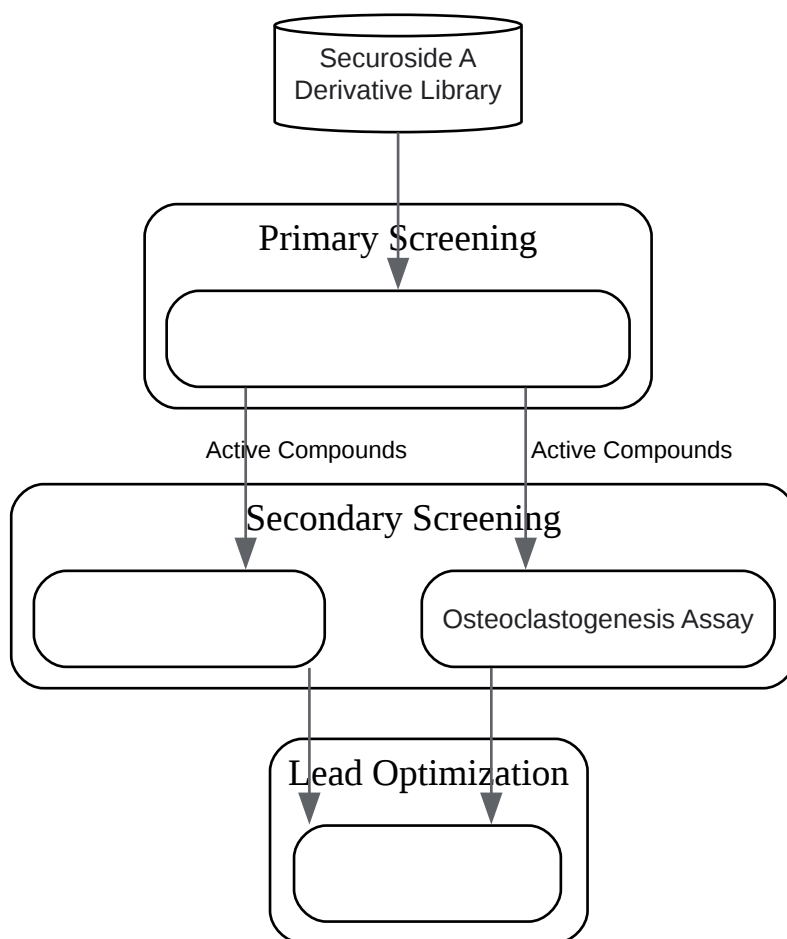 Securoside A
Derivative Library
Primary Screening
Active Compounds
Active Compounds
Secondary Screening
Osteoclastogenesis Assay
Lead Optimization